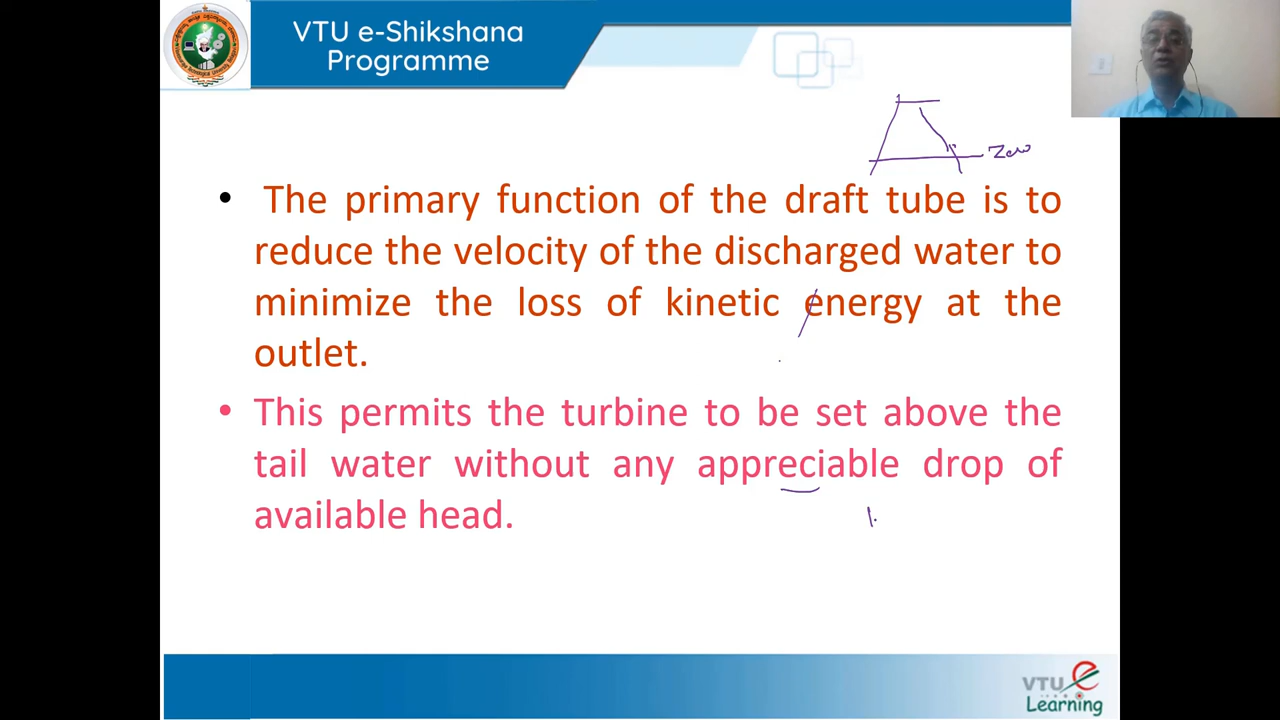 VTU e-Shikshana
Programme
Zero
• The primary function of the draft tube is to
reduce the velocity of the discharged water to
minimize the loss of kinetic energy at the
outlet.
• This permits the turbine to be set above the
tail water without any appreciable drop of
available head.
VTU e
Learning